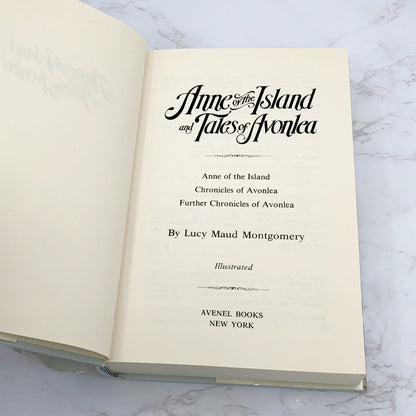 Anne of the Island
and Tales of Avonlea
Anne of the Island
Chronicles of Avonlea
Further Chronicles of Avonlea
By Lucy Maud Montgomery
Illustrated
AVENEL BOOKS
NEW YORK